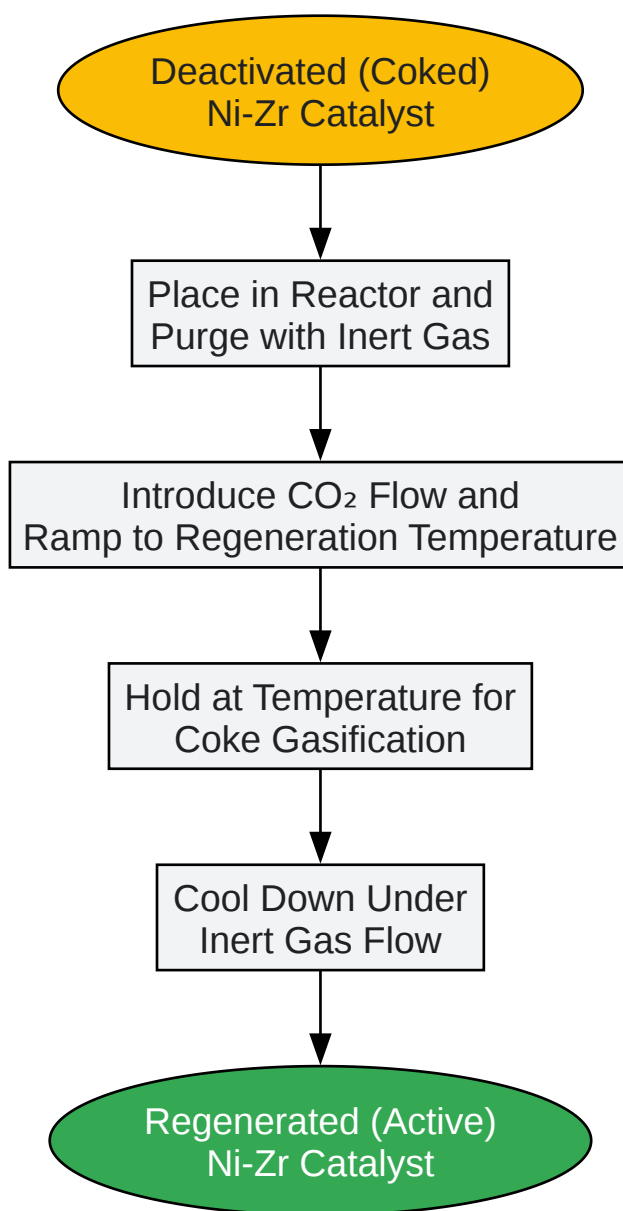 Deactivated (Coked)
Ni-Zr Catalyst
Place in Reactor and
Purge with Inert Gas
Introduce CO₂ Flow and
Ramp to Regeneration Temperature
Hold at Temperature for
Coke Gasification
Cool Down Under
Inert Gas Flow
Regenerated (Active)
Ni-Zr Catalyst